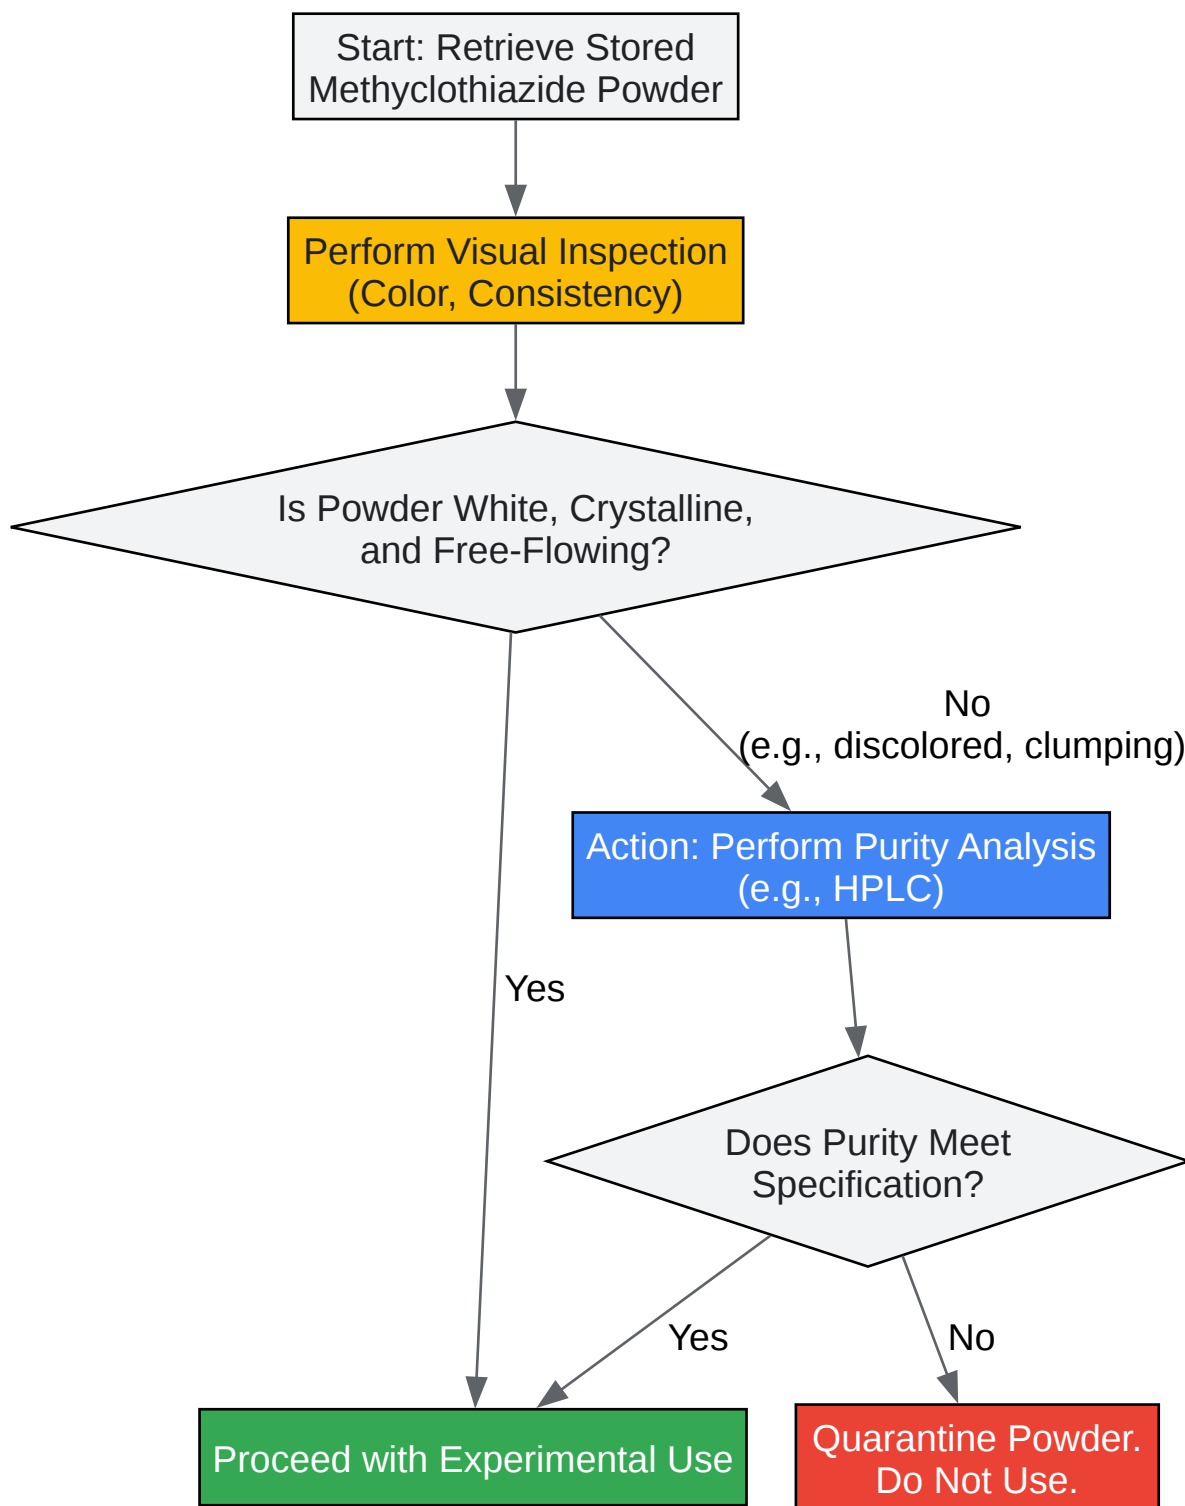 Start: Retrieve Stored
Methyclothiazide Powder
Perform Visual Inspection
(Color, Consistency)
Is Powder White, Crystalline,
and Free-Flowing?
No
(e.g., discolored, clumping)
Action: Perform Purity Analysis
(e.g., HPLC)
Yes
Does Purity Meet
Specification?
Yes
No
Proceed with Experimental Use
Quarantine Powder.
Do Not Use.